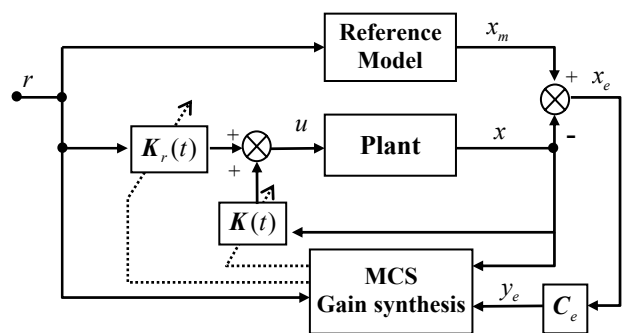 Reference
Model
x_m
r
+
x_e
K_r(t)
+
+
u
Plant
x
-
K(t)
MCS
Gain synthesis
y_e
C_e